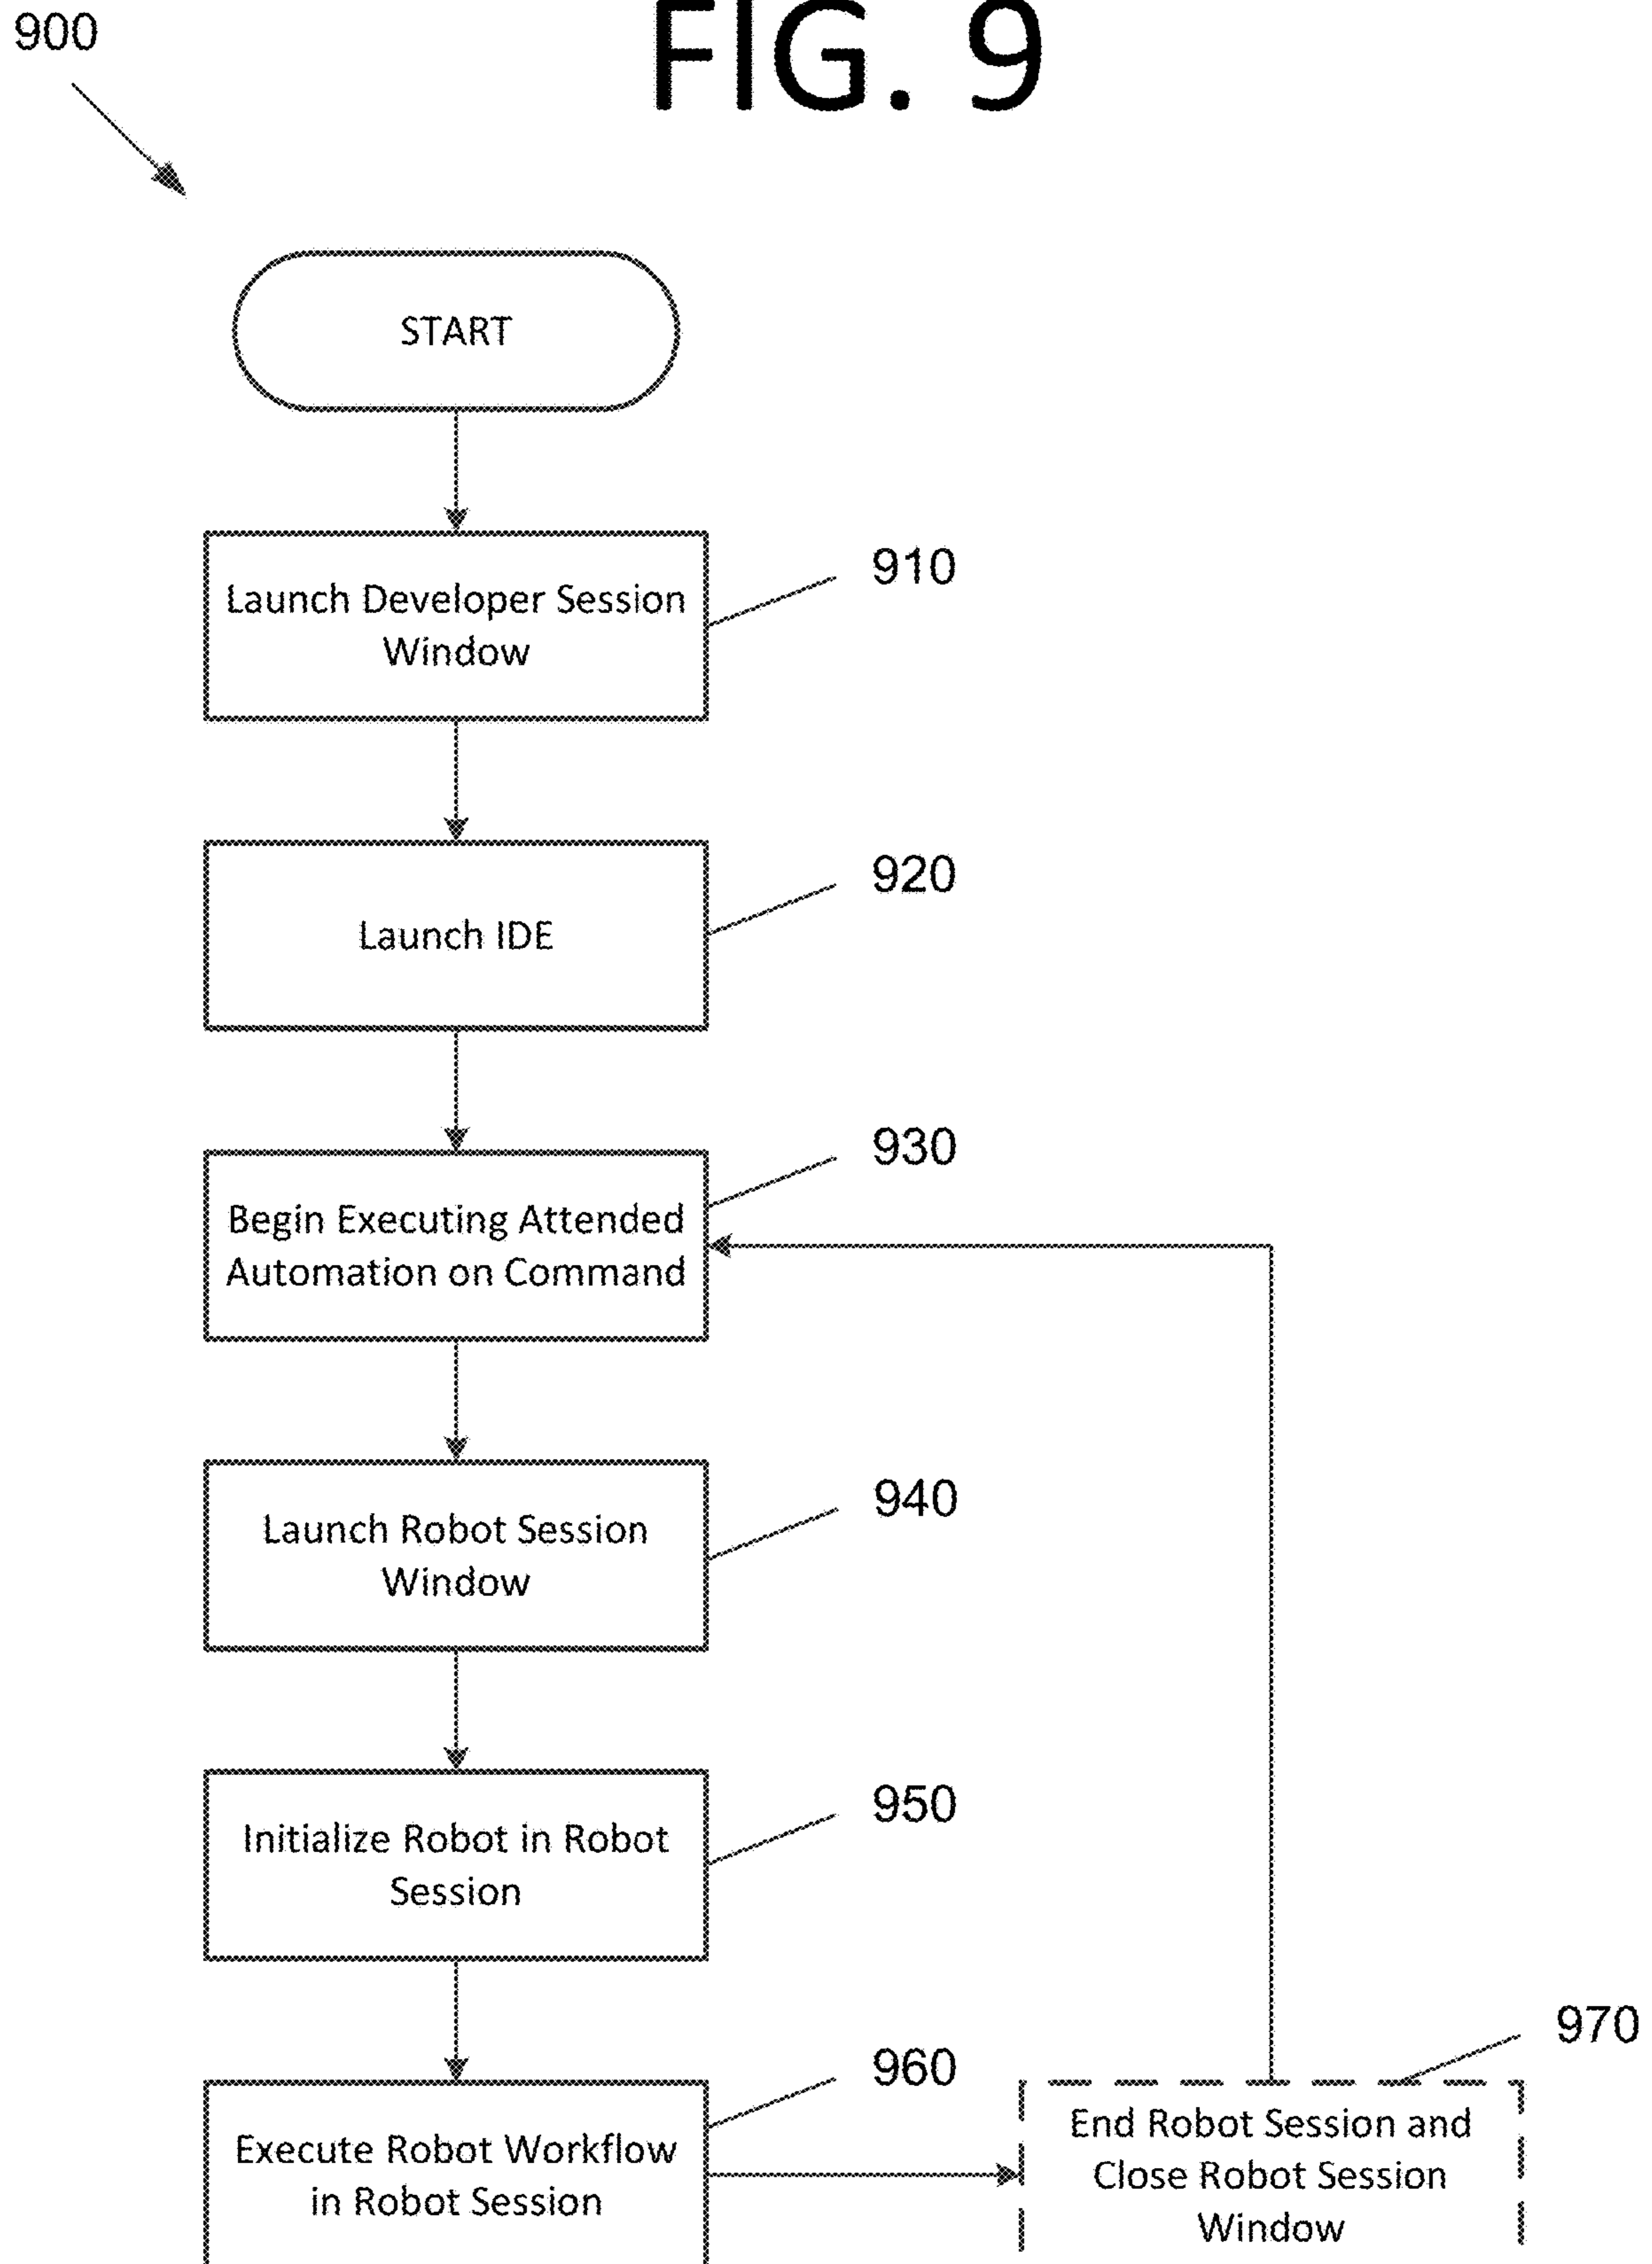 900
FIG. 9
START
Launch Developer Session
Window
910
Launch IDE
920
Begin Executing Attended
Automation on Command
930
Launch Robot Session
Window
940
Initialize Robot in Robot
Session
950
Execute Robot Workflow
in Robot Session
960
End Robot Session and
Close Robot Session
Window
970